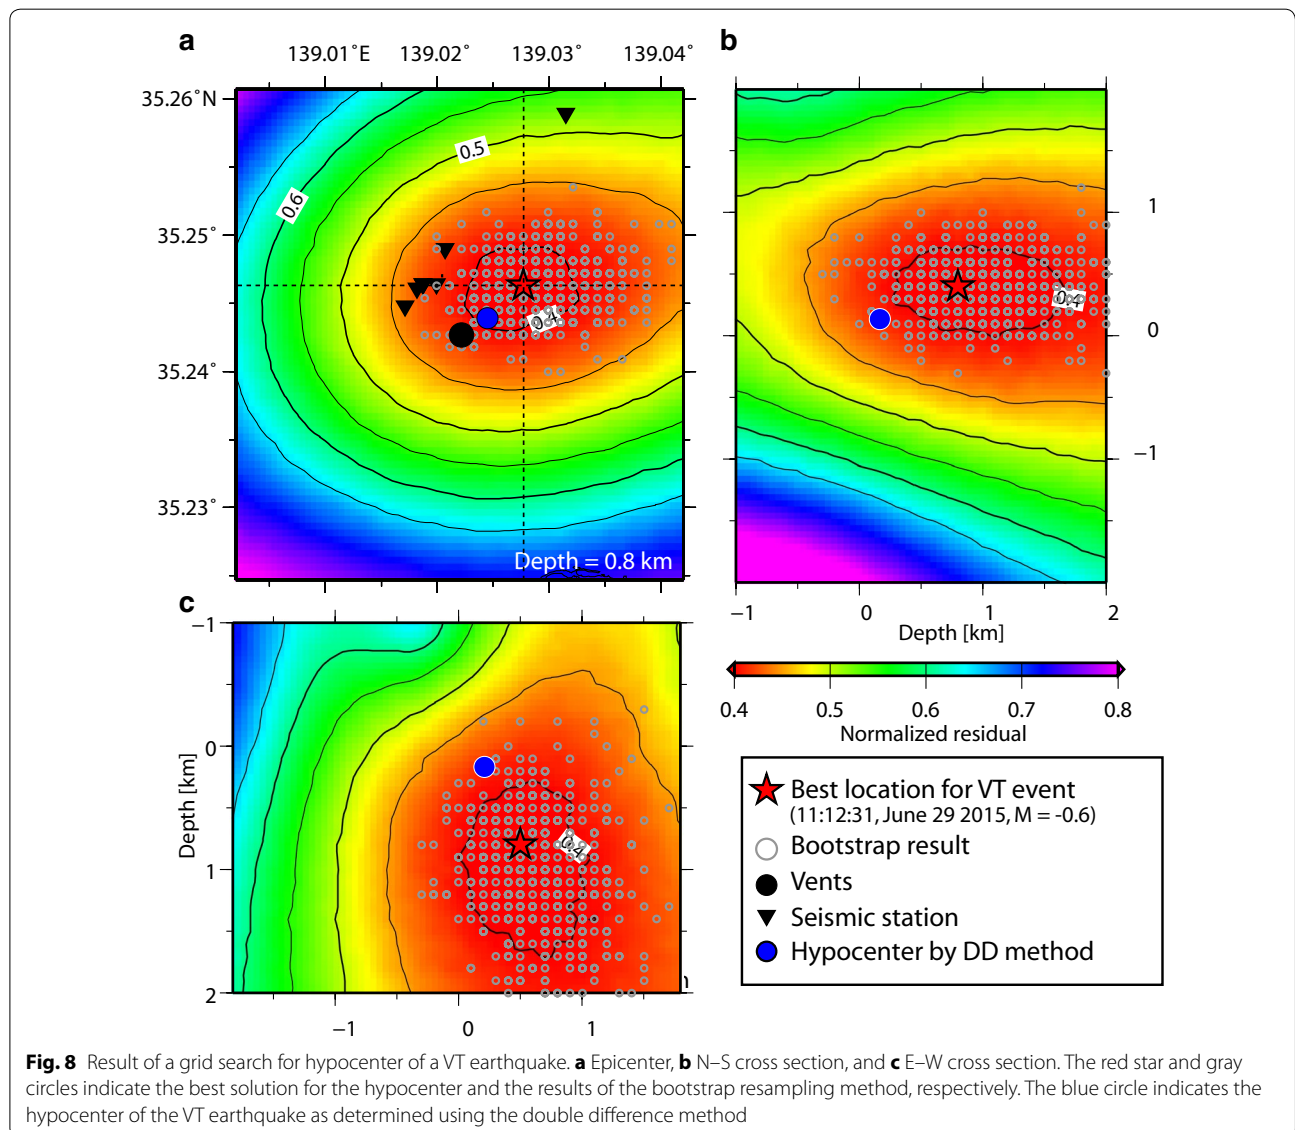 a
139.01˚E 139.02˚ 139.03˚ 139.04˚
35.26˚N
35.25˚
35.24˚
35.23˚
0.5
0.6
0.4
Depth = 0.8 km
b
1
0
−1
0.4
−1 0 1 2
Depth [km]
c
−1
0
1
2
Depth [km]
0.4
−1 0 1
0.4 0.5 0.6 0.7 0.8
Normalized residual
Best location for VT event
(11:12:31, June 29 2015, M = -0.6)
Bootstrap result
Vents
Seismic station
Hypocenter by DD method
Fig. 8 Result of a grid search for hypocenter of a VT earthquake. a Epicenter, b N–S cross section, and c E–W cross section. The red star and gray
circles indicate the best solution for the hypocenter and the results of the bootstrap resampling method, respectively. The blue circle indicates the
hypocenter of the VT earthquake as determined using the double difference method